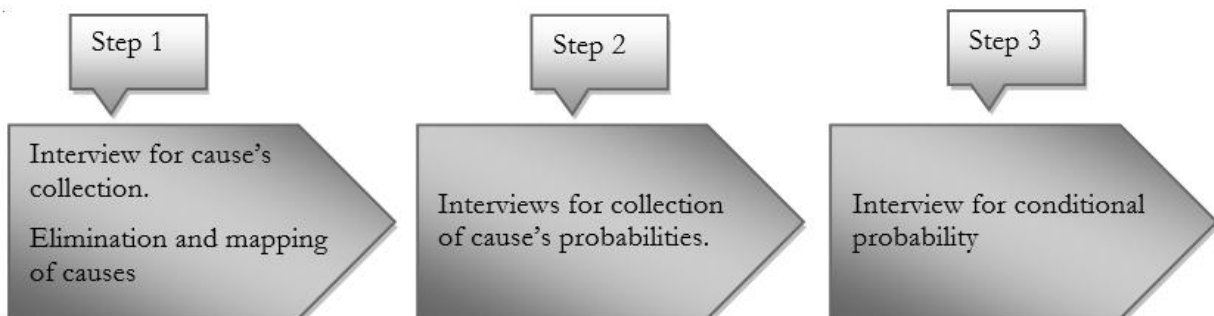 Step 1
Interview for cause's
collection.
Elimination and mapping
of causes
Step 2
Interviews for collection
of cause's probabilities.
Step 3
Interview for conditional
probability